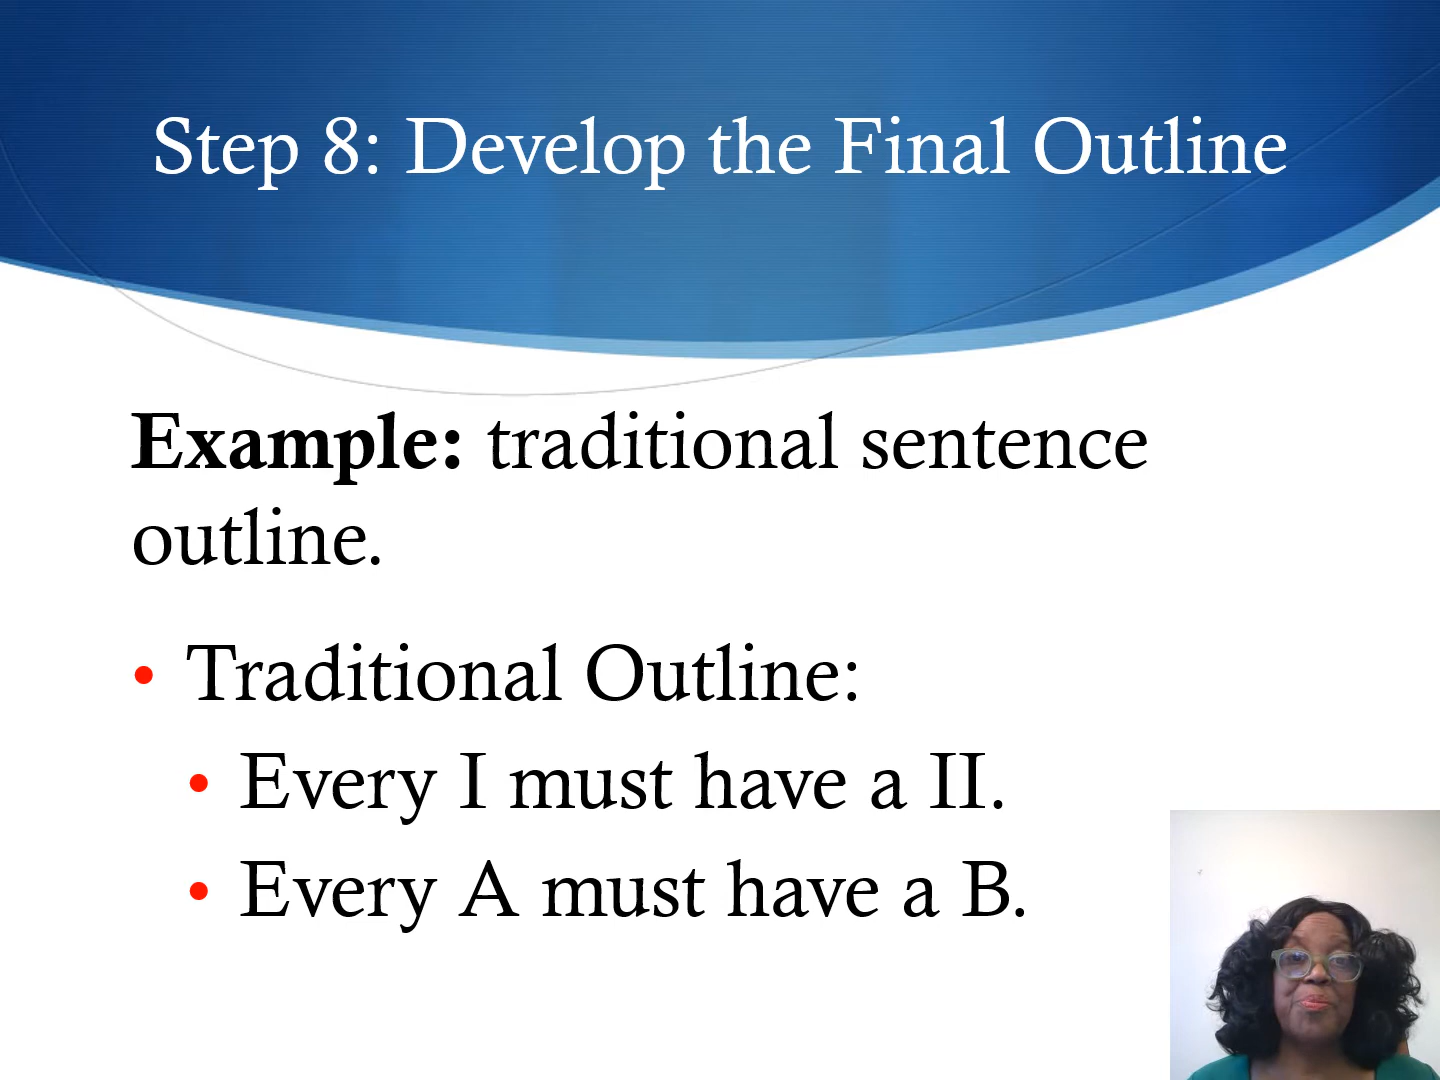 Step 8: Develop the Final Outline
Example: traditional sentence
outline.
• Traditional Outline:
• Every I must have a II.
• Every A must have a B.